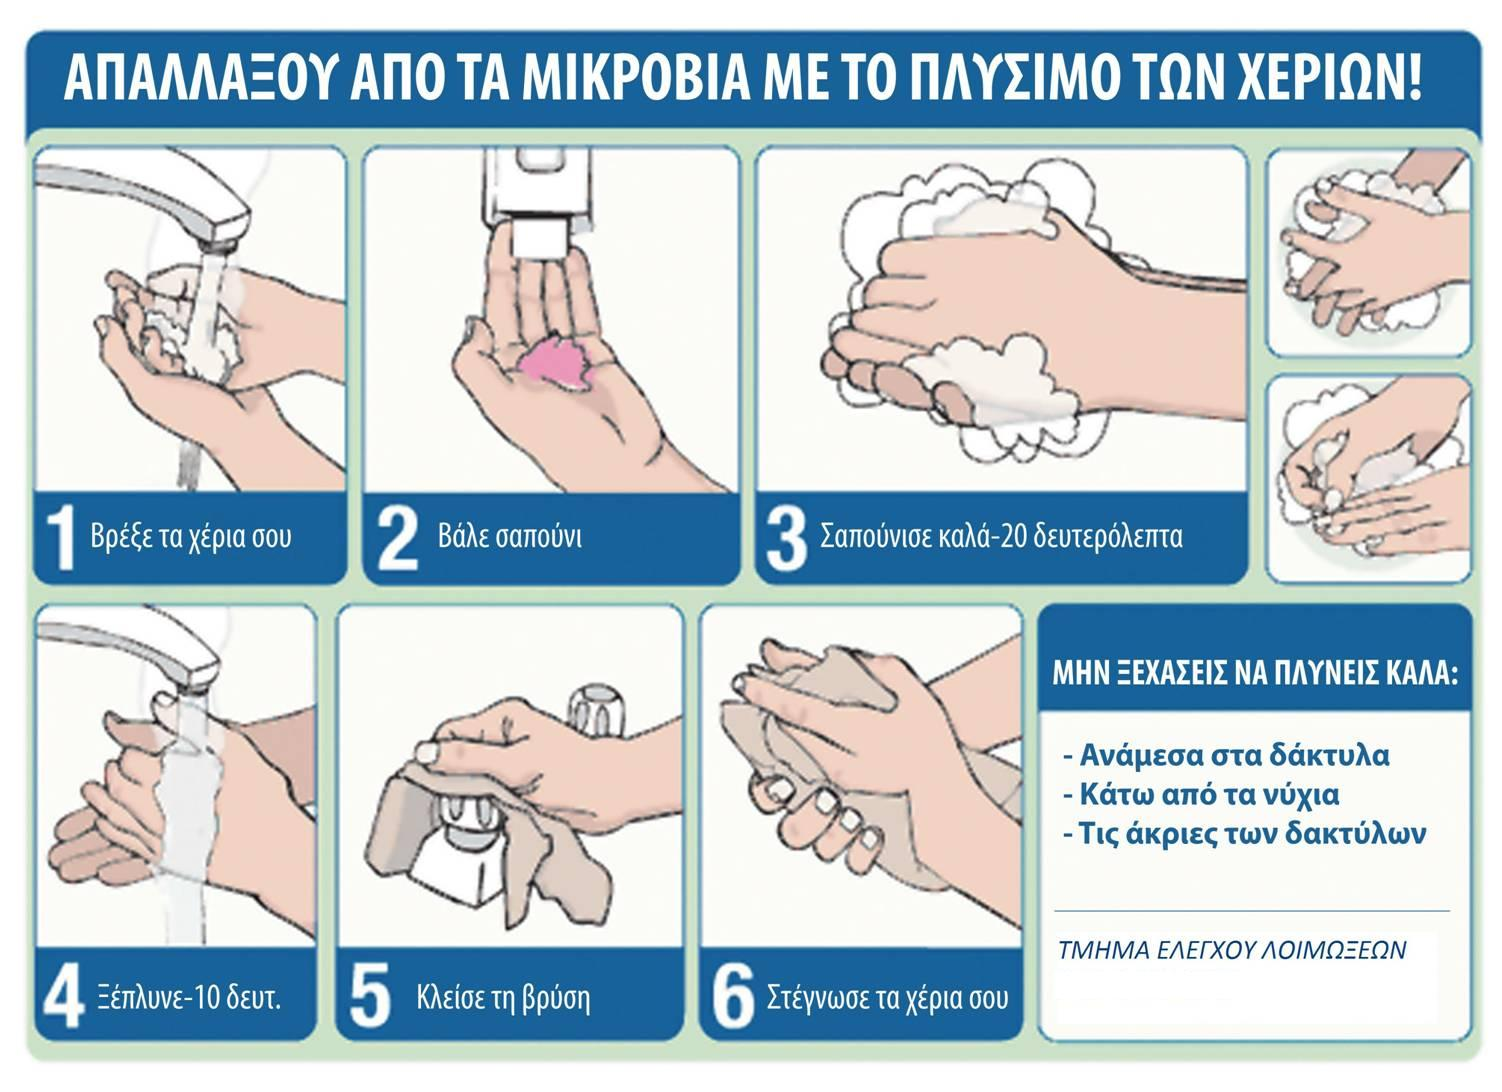 ΑΠΑΛΛΑΞΟΥ ΑΠΟ ΤΑ ΜΙΚΡΟΒΙΑ ΜΕ ΤΟ ΠΛΥΣΙΜΟ ΤΩΝ ΧΕΡΙΩΝ!
1 Βρέξε τα χέρια σου
2 Βάλε σαπούνι
3 Σαπούνισε καλά-20 δευτερόλεπτα
4 Ξέπλυνε-10 δευτ.
5 Κλείσε τη βρύση
6 Στέγνωσε τα χέρια σου
ΜΗΝ ΞΕΧΑΣΕΙΣ ΝΑ ΠΛΥΝΕΙΣ ΚΑΛΑ:
- Ανάμεσα στα δάκτυλα
- Κάτω από τα νύχια
- Τις άκριες των δακτύλων
ΤΜΗΜΑ ΕΛΕΓΧΟΥ ΛΟΙΜΩΞΕΩΝ